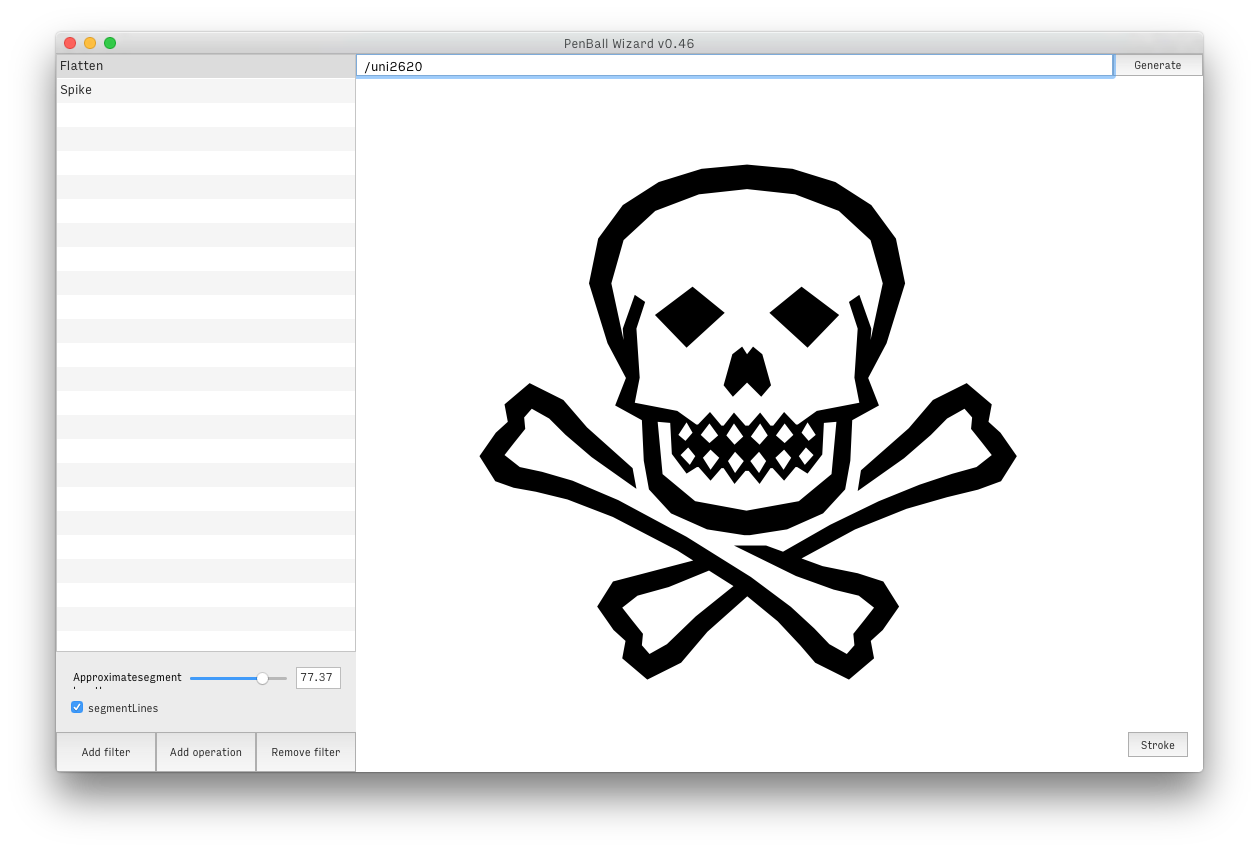 PenBall Wizard v0.46
Flatten
/uni2620
Generate
Spike
Approximatesegment
77.37
segmentLines
Add filter
Add operation
Remove filter
Stroke